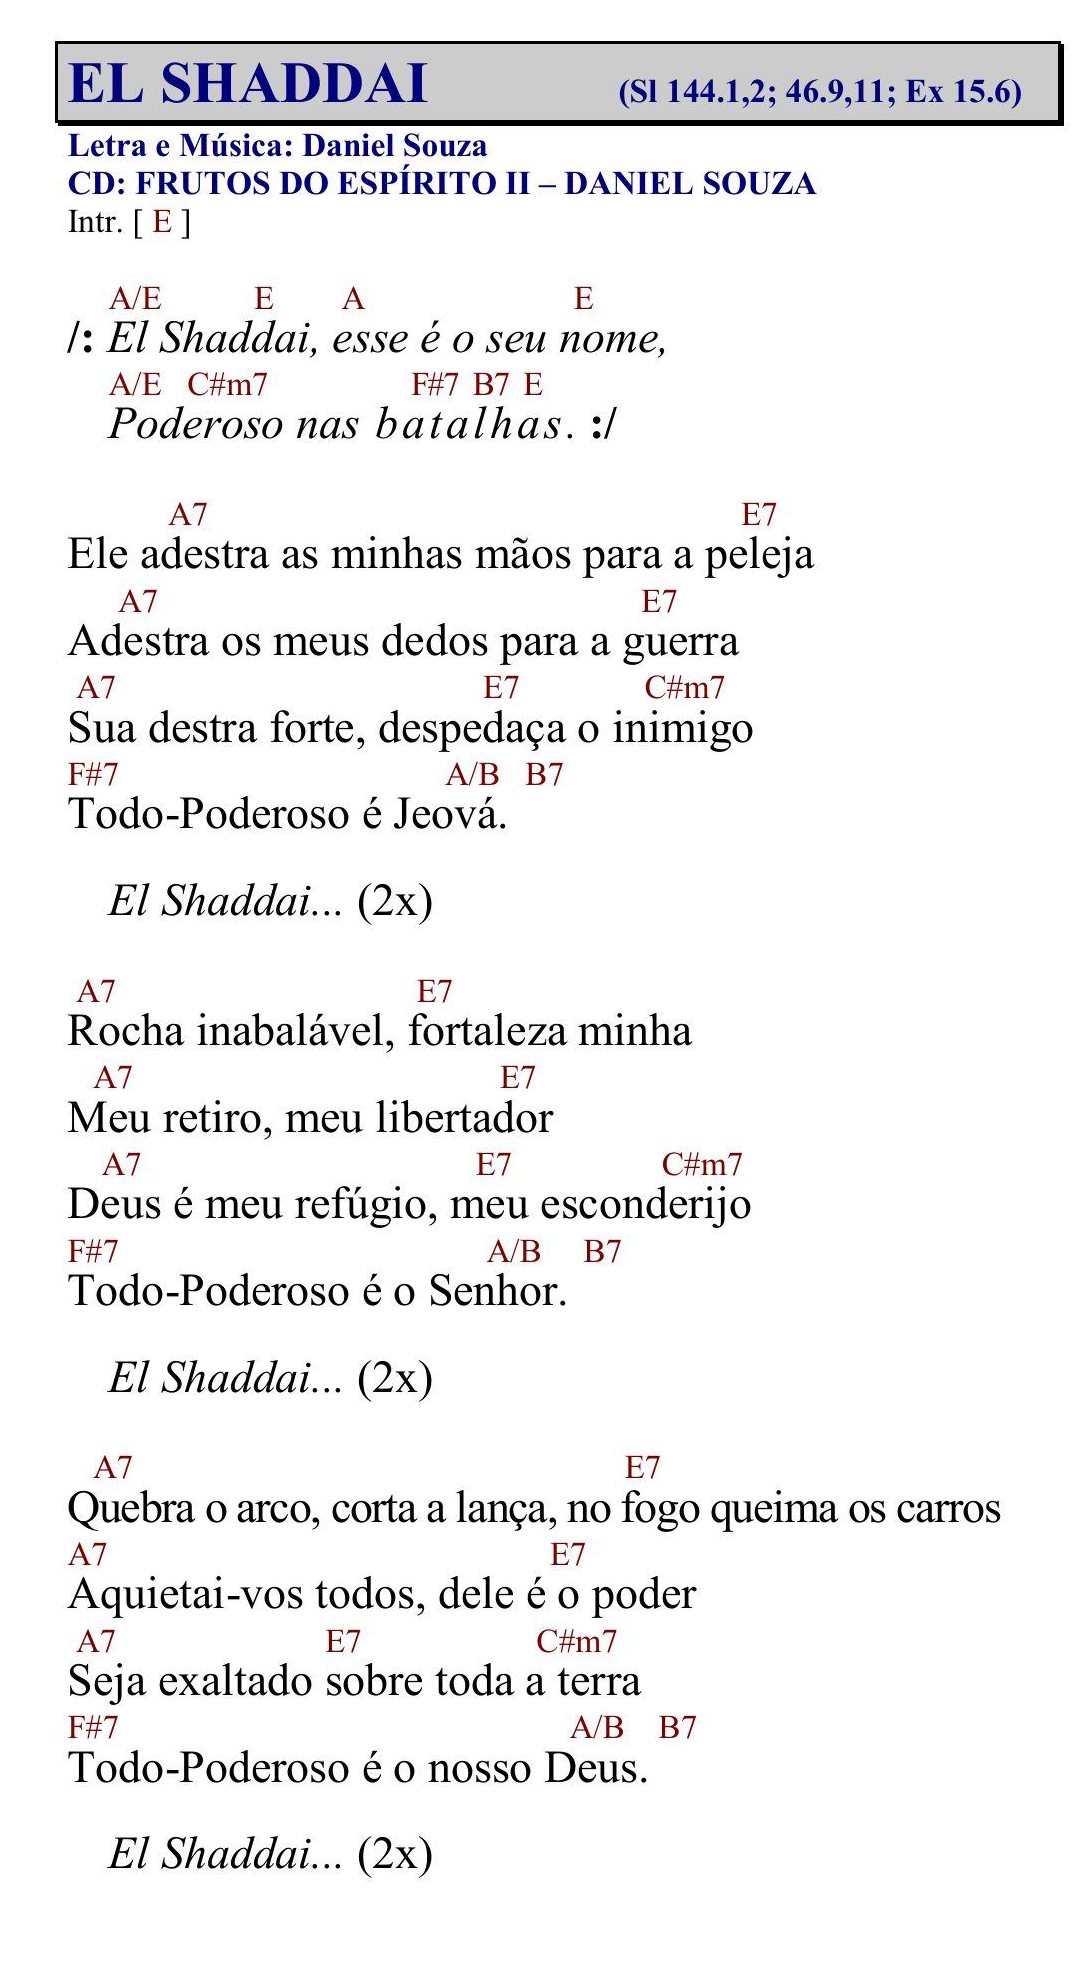 EL SHADDAI (Sl 144.1,2; 46.9,11; Ex 15.6)
Letra e Música: Daniel Souza
CD: FRUTOS DO ESPÍRITO II – DANIEL SOUZA
Intr. [ E ]
A/E E A E
/: El Shaddai, esse é o seu nome,
A/E C#m7 F#7 B7 E
Poderoso nas batalhas. :/
A7 E7
Ele adestra as minhas mãos para a peleja
A7 E7
Adestra os meus dedos para a guerra
A7 E7 C#m7
Sua destra forte, despedaça o inimigo
F#7 A/B B7
Todo-Poderoso é Jeová.
El Shaddai... (2x)
A7 E7
Rocha inabalável, fortaleza minha
A7 E7
Meu retiro, meu libertador
A7 E7 C#m7
Deus é meu refúgio, meu esconderijo
F#7 A/B B7
Todo-Poderoso é o Senhor.
El Shaddai... (2x)
A7 E7
Quebra o arco, corta a lança, no fogo queima os carros
A7 E7
Aquietai-vos todos, dele é o poder
A7 E7 C#m7
Seja exaltado sobre toda a terra
F#7 A/B B7
Todo-Poderoso é o nosso Deus.
El Shaddai... (2x)